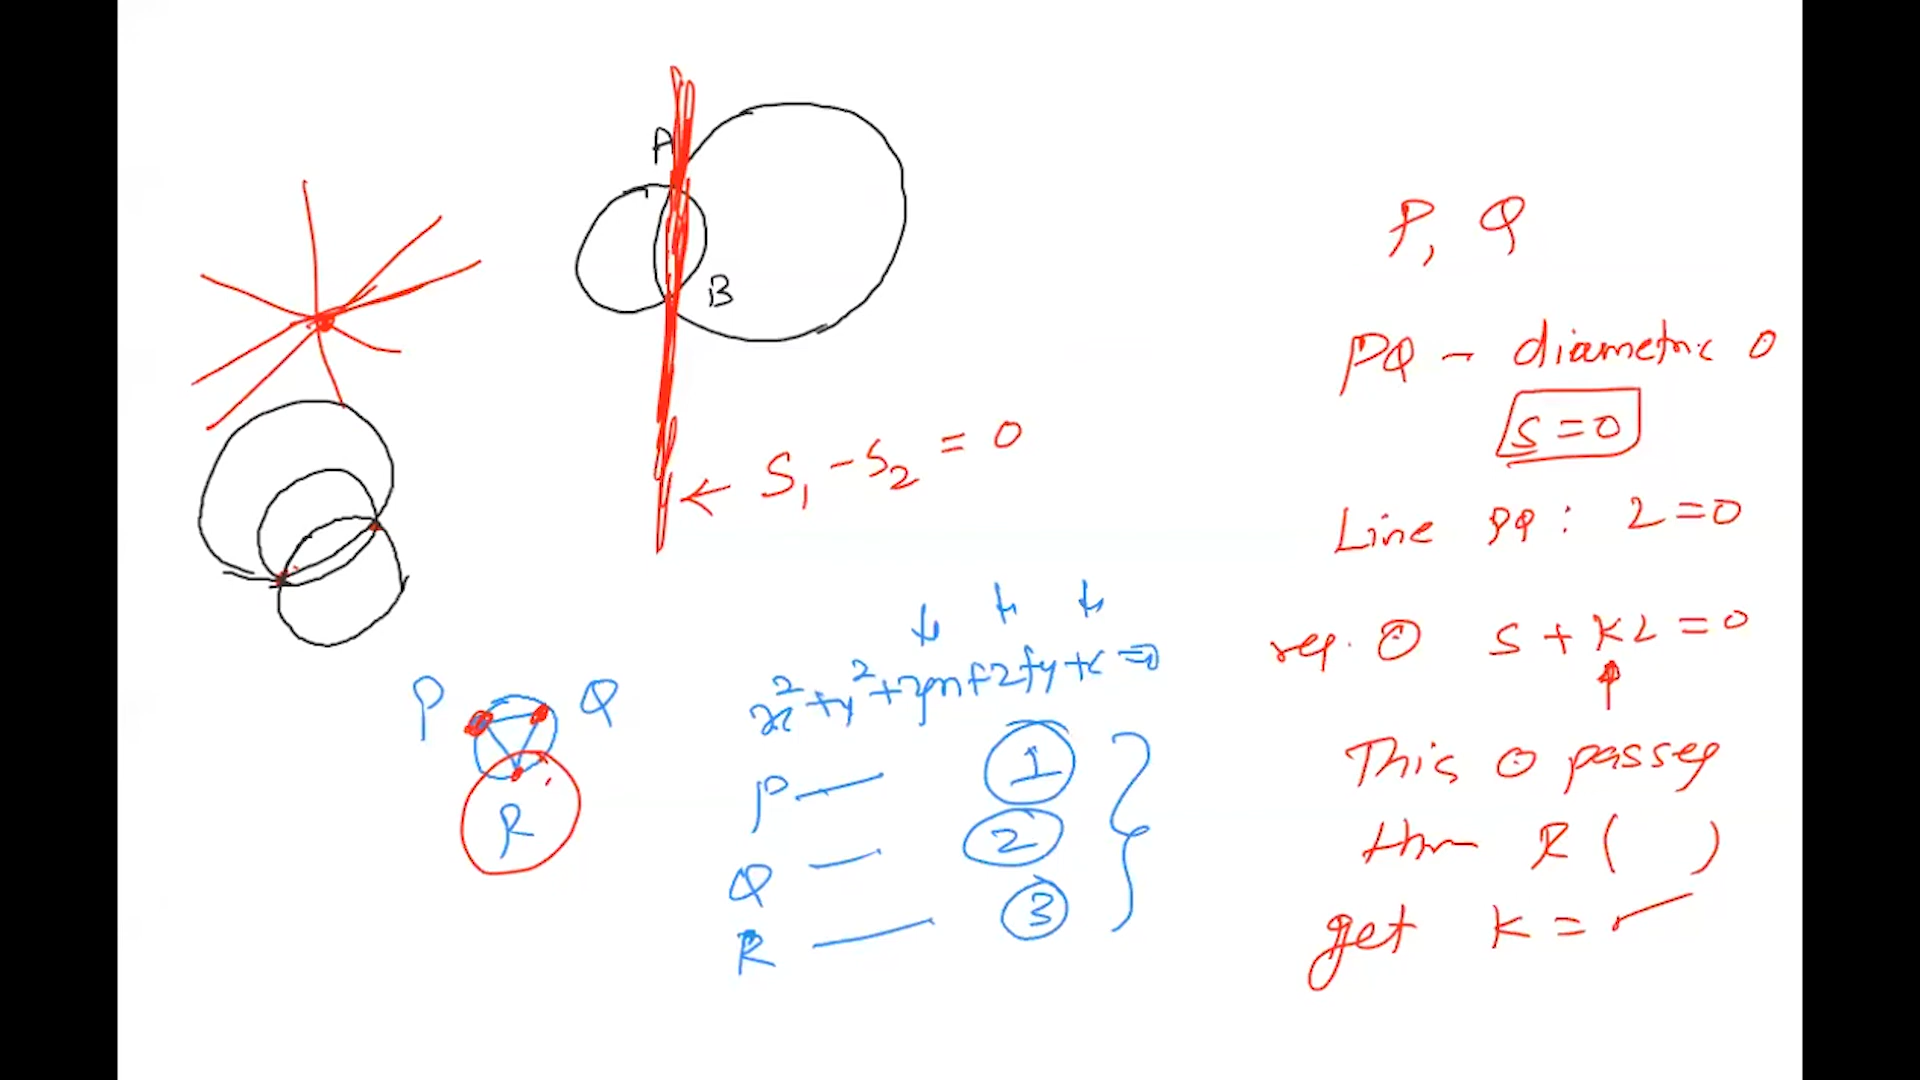 A
B
← S₁ - S₂ = 0
P Q
R
x² + y² + 2gx + 2fy + c = 0
P — 1
Q — 2
R — 3
P, Q
PQ - diametric ⊙
S = 0
Line PQ : L = 0
req. ⊙ S + KL = 0
This ⊙ passes
thru R ( )
get K = ✓